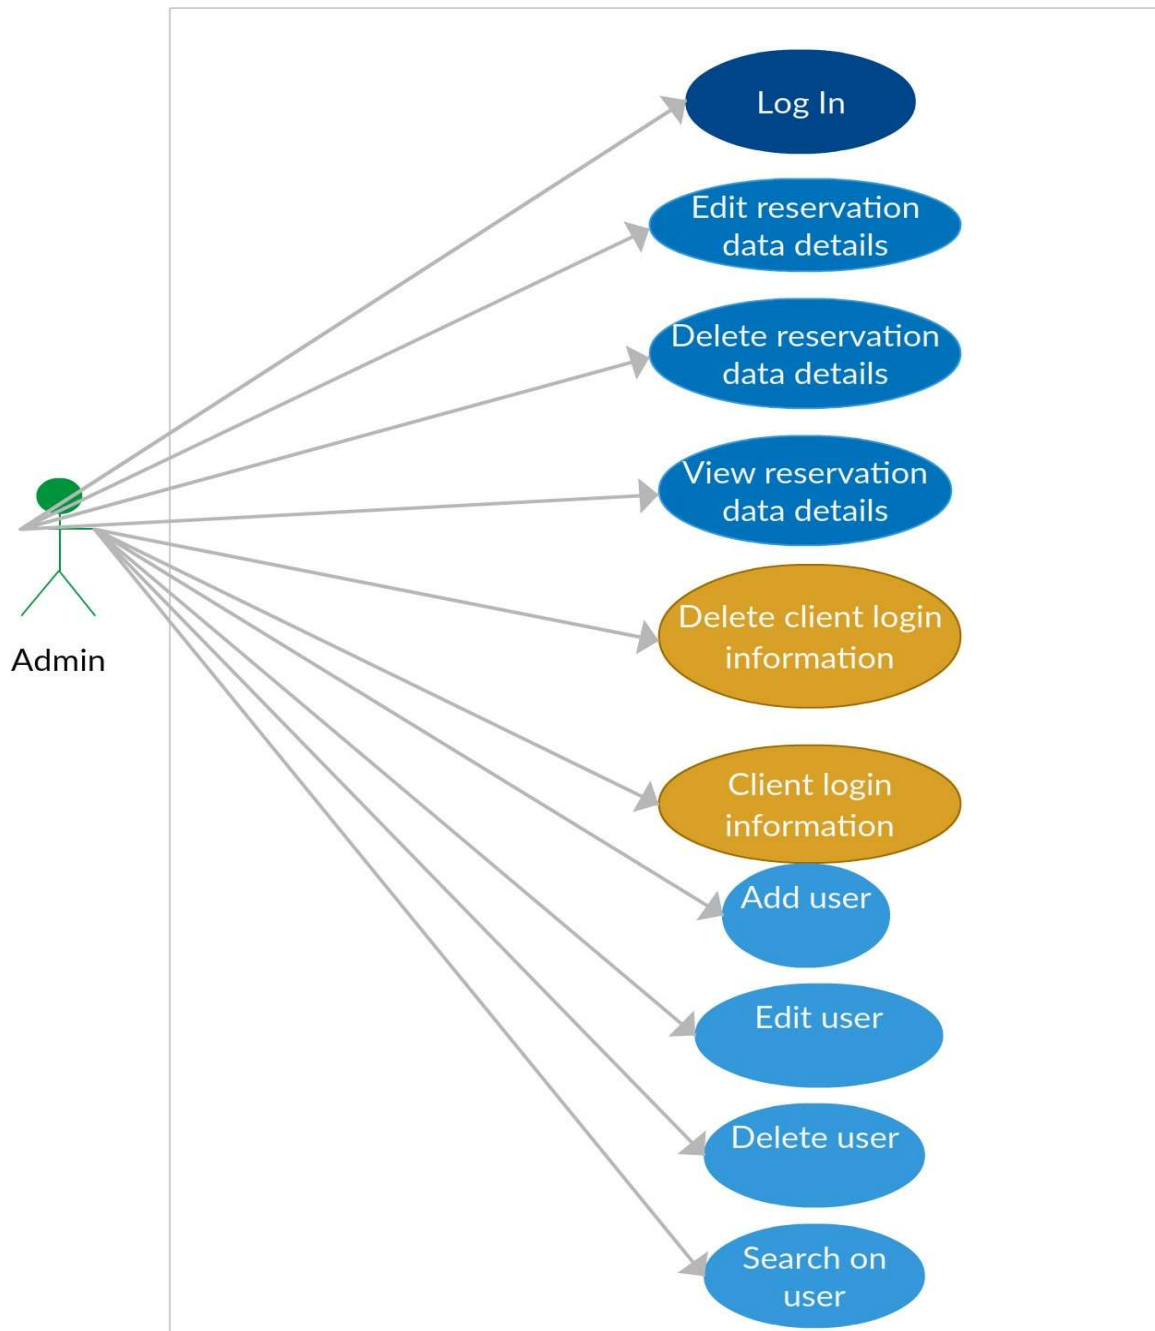 Log In
Edit reservation
data details
Delete reservation
data details
View reservation
data details
Delete client login
information
Admin
Client login
information
Add user
Edit user
Delete user
Search on
user